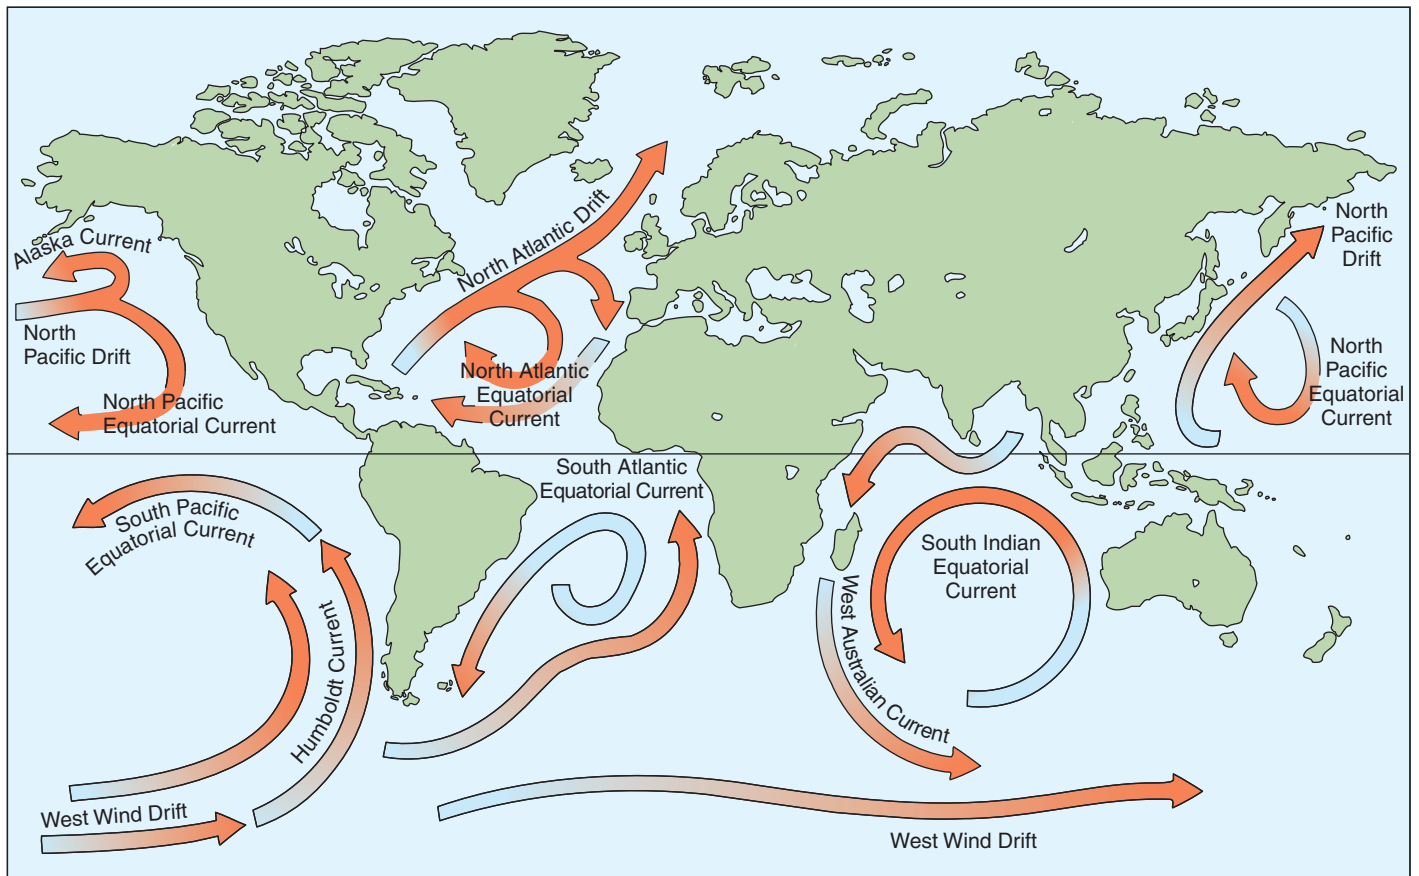 Alaska Current
North
Pacific Drift
North Pacific
Equatorial Current
North Atlantic Drift
North Atlantic
Equatorial
Current
North
Pacific
Drift
North
Pacific
Equatorial
Current
South Pacific
Equatorial Current
South Atlantic
Equatorial Current
South Indian
Equatorial
Current
Humboldt Current
West Australian Current
West Wind Drift
West Wind Drift